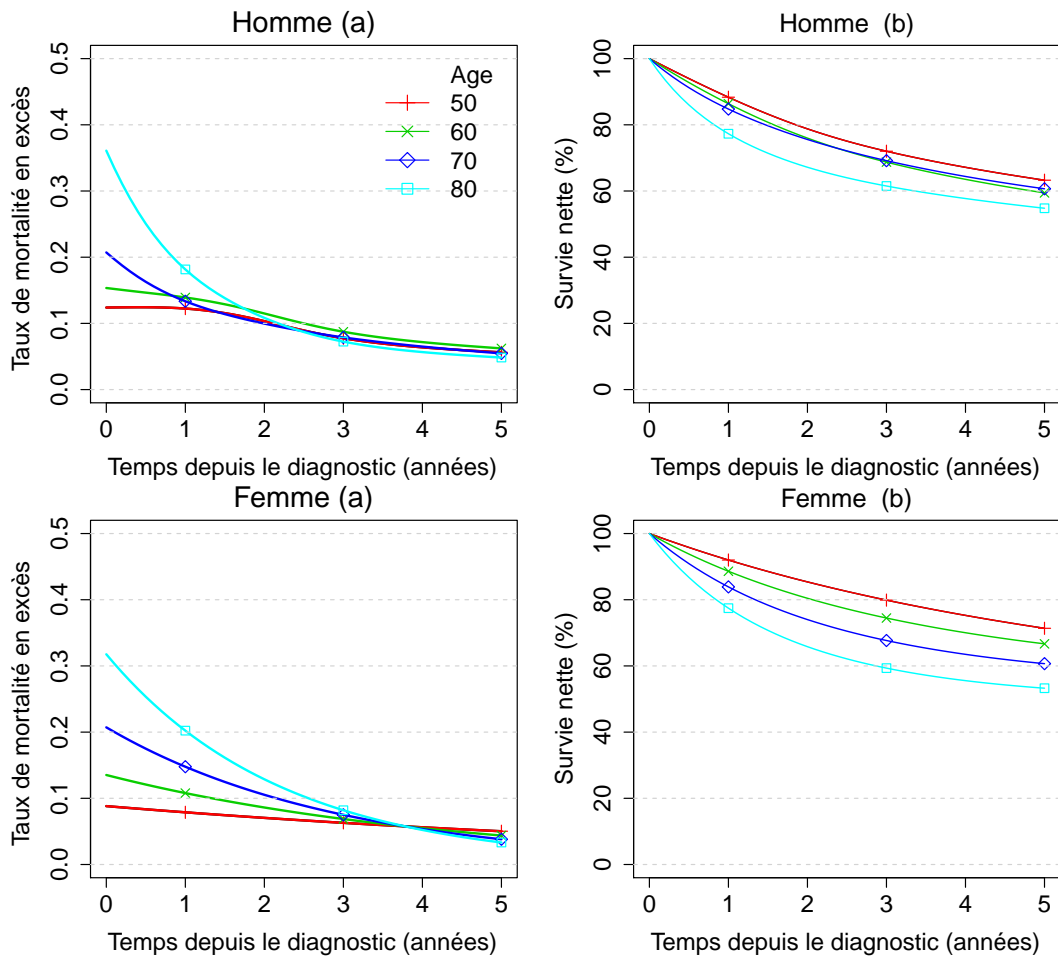 Homme (a)
Taux de mortalité en excès
0.0
0.1
0.2
0.3
0.4
0.5
Age
50
60
70
80
0 1 2 3 4 5
Temps depuis le diagnostic (années)
Homme (b)
Survie nette (%)
0
20
40
60
80
100
0 1 2 3 4 5
Temps depuis le diagnostic (années)
Femme (a)
Taux de mortalité en excès
0.0
0.1
0.2
0.3
0.4
0.5
0 1 2 3 4 5
Temps depuis le diagnostic (années)
Femme (b)
Survie nette (%)
0
20
40
60
80
100
0 1 2 3 4 5
Temps depuis le diagnostic (années)